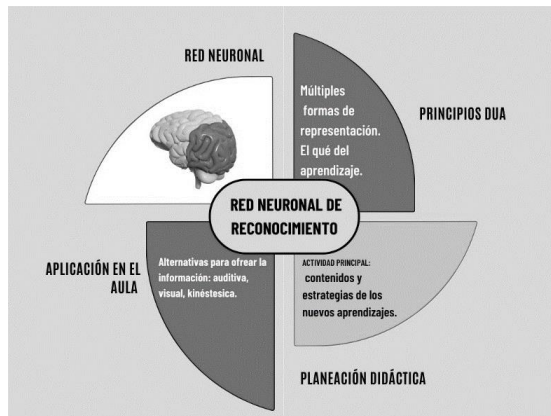 RED NEURONAL
Múltiples
formas de
representación.
El qué del
aprendizaje.
PRINCIPIOS DUA
RED NEURONAL DE
RECONOCIMIENTO
APLICACIÓN EN EL
AULA
Alternativas para ofrear la
información: auditiva,
visual, kinéstesica.
ACTIVIDAD PRINCIPAL:
contenidos y
estrategias de los
nuevos aprendizajes.
PLANEACIÓN DIDÁCTICA